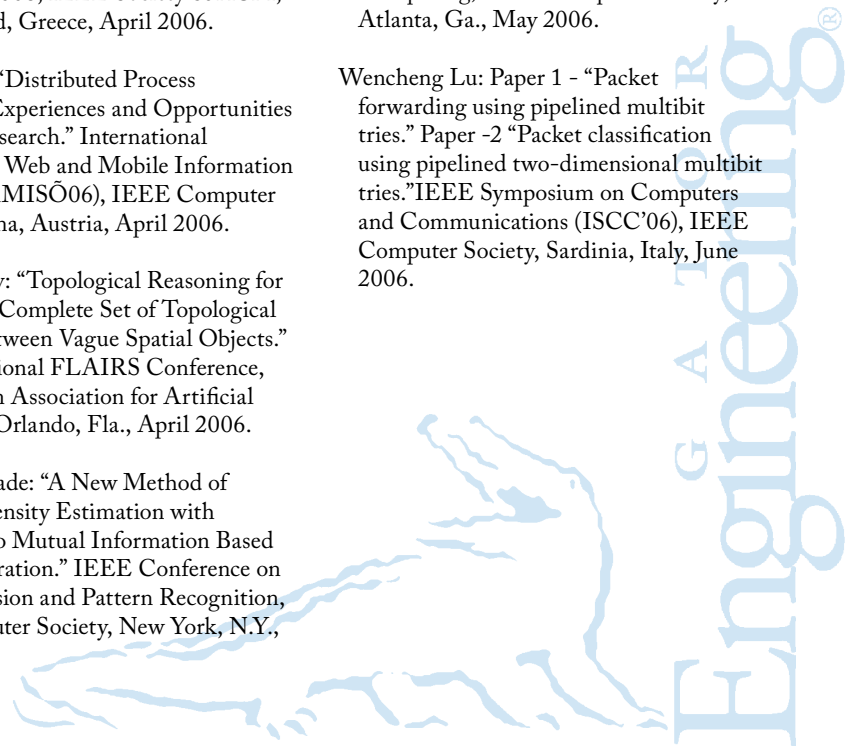 d, Greece, April 2006.
“Distributed Process
Experiences and Opportunities
search.” International
Web and Mobile Information
MISÕ06), IEEE Computer
na, Austria, April 2006.
y: “Topological Reasoning for
Complete Set of Topological
tween Vague Spatial Objects.”
ional FLAIRS Conference,
n Association for Artificial
Orlando, Fla., April 2006.
ade: “A New Method of
ensity Estimation with
o Mutual Information Based
ration.” IEEE Conference on
sion and Pattern Recognition,
uter Society, New York, N.Y.,
Atlanta, Ga., May 2006.
Wencheng Lu: Paper 1 - “Packet
forwarding using pipelined multibit
tries.” Paper -2 “Packet classification
using pipelined two-dimensional multibit
tries.”IEEE Symposium on Computers
and Communications (ISCC’06), IEEE
Computer Society, Sardinia, Italy, June
2006.
GATOR
Engineering®